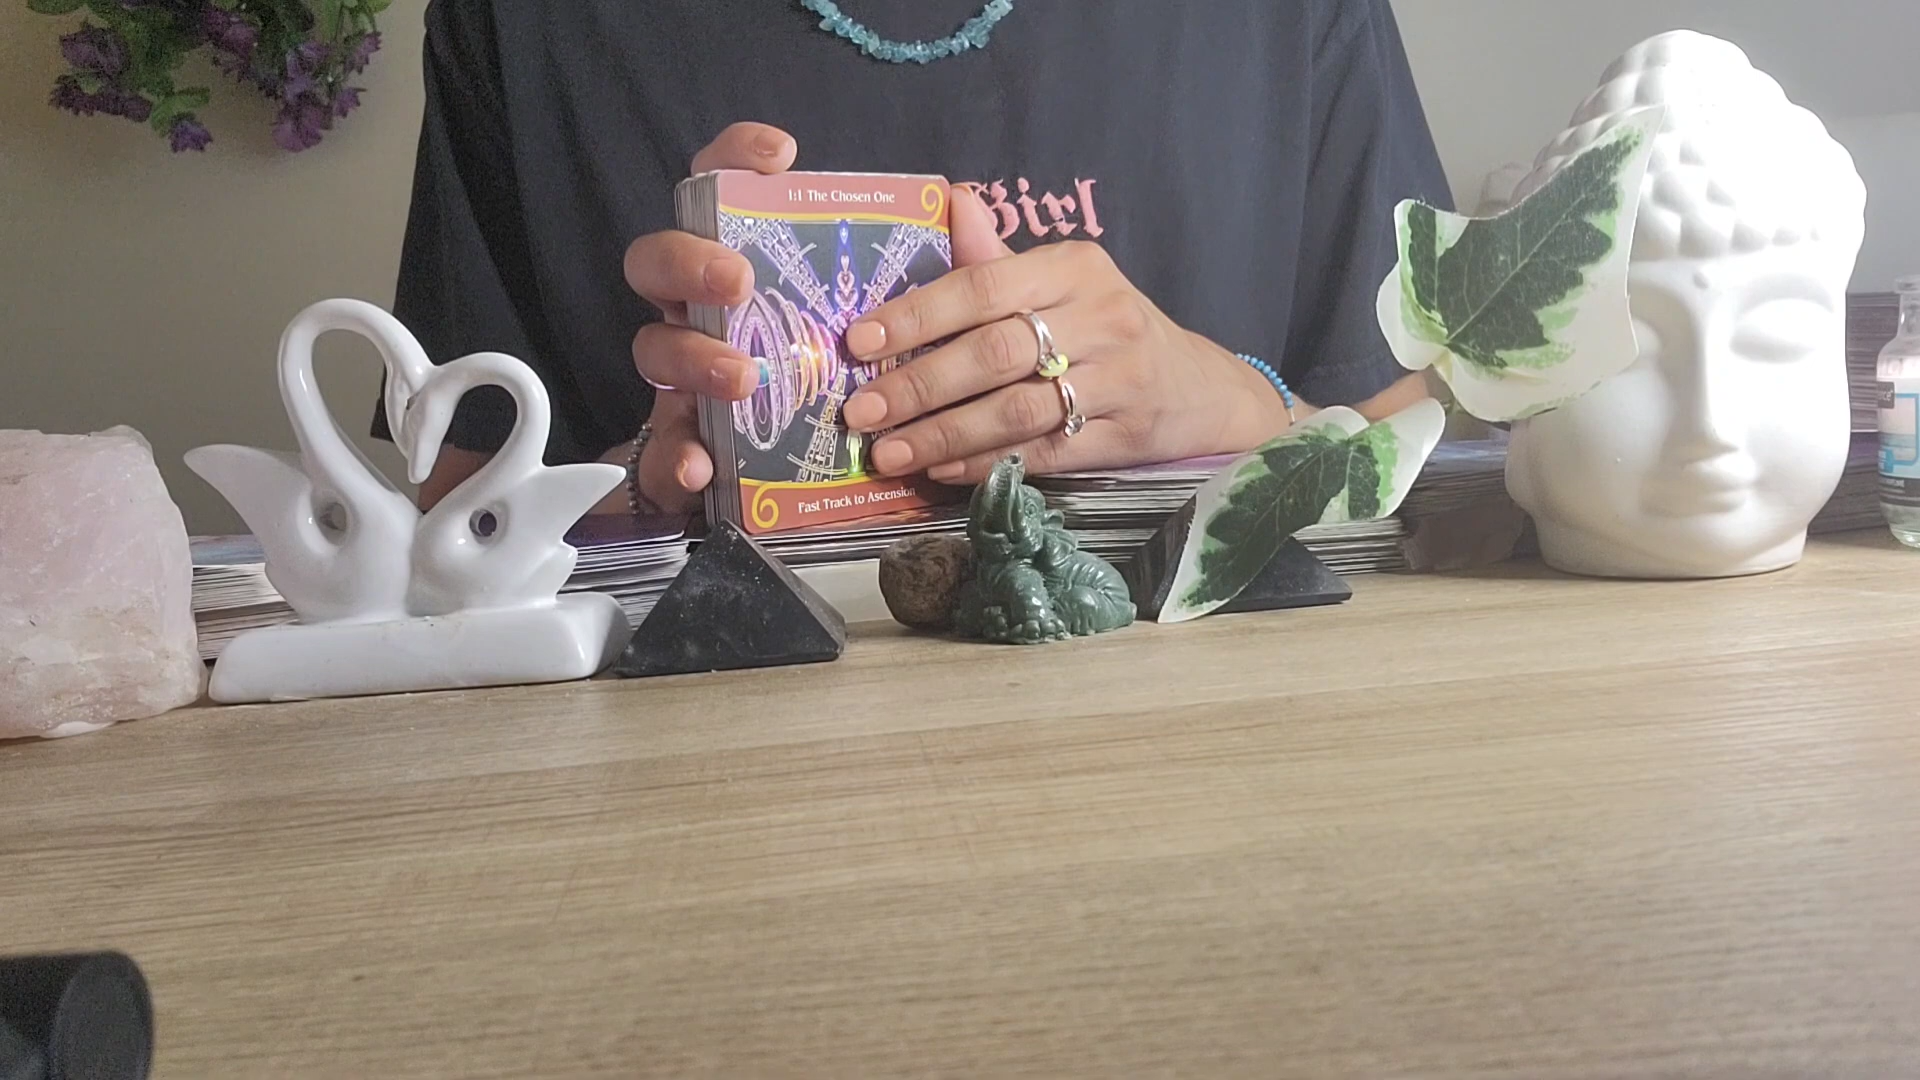 1:1 The Chosen One
Girl
Fast Track to Ascension